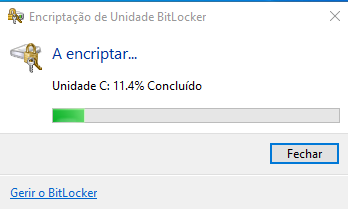 Encriptação de Unidade BitLocker
A encriptar...
Unidade C: 11.4% Concluído
Fechar
Gerir o BitLocker